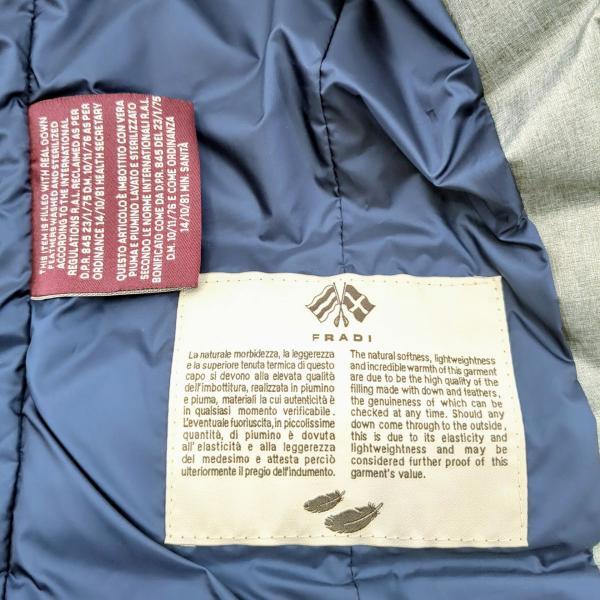 THIS ITEM IS FILLED WITH REAL DOWN
FEATHERS WASHED AND STERILIZED
ACCORDING TO THE INTERNATIONAL
REGULATIONS R.A.L. RECLAIMED AS PER
D.P.R. 845 23/1/75 D.M. 10/11/76 AS PER
ORDINANCE 14/10/81 HEALTH SECRETARY
QUESTO ARTICOLO È IMBOTTITO CON VERA
PIUMA E PIUMINO LAVATO E STERILIZZATO
SECONDO LE NORME INTERNATIONALI R.A.L.
BONIFICATO COME DA D.P.R. 845 DEL 23/1/75
D.M. 10/11/76 E COME ORDINANZA
14/10/81 MIN. SANITÀ
FRADI
La naturale morbidezza, la leggerezza
e la superiore tenuta termica di questo
capo si devono alla elevata qualità
dell'imbottitura, realizzata in piumino
e piuma, materiali la cui autenticità è
in qualsiasi momento verificabile.
L'eventuale fuoriuscita, in piccolissime
quantità, di piumino è dovuta
all'elasticità e alla leggerezza
del medesimo e attesta perciò
ulteriormente il pregio dell'indumento.
The natural softness, lightweightness
and incredible warmth of this garment
are due to be the high quality of the
filling made with down and feathers,
the genuineness of which can be
checked at any time. Should any
down come through to the outside,
this is due to its elasticity and
lightweightness and may be
considered further proof of this
garment's value.